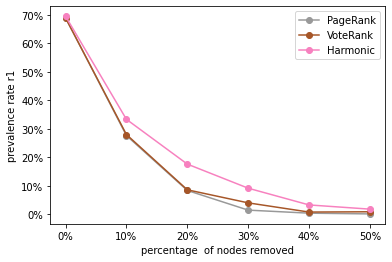 70%
60%
50%
40%
30%
20%
10%
0%
prevalence rate r1
PageRank
VoteRank
Harmonic
0% 10% 20% 30% 40% 50%
percentage  of nodes removed